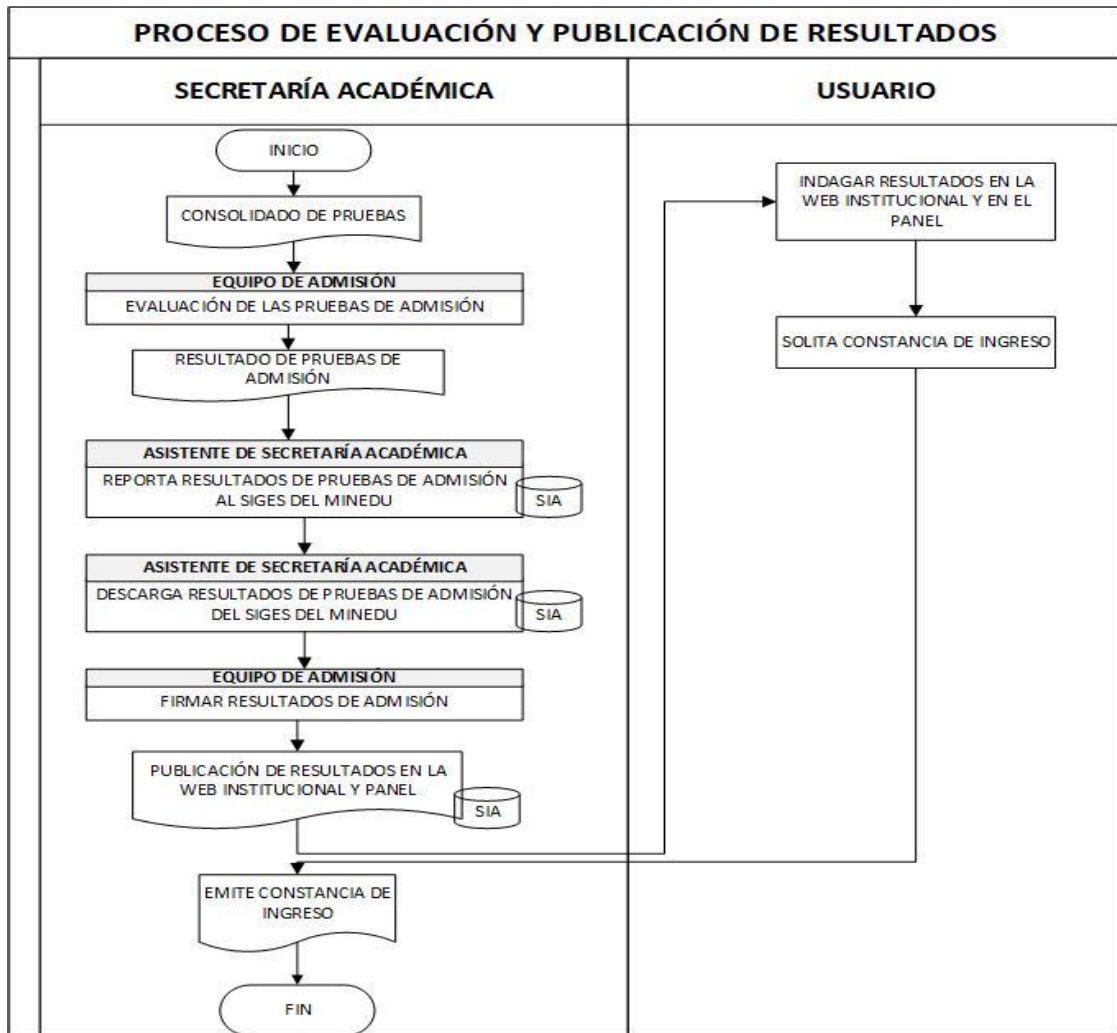 PROCESO DE EVALUACIÓN Y PUBLICACIÓN DE RESULTADOS
SECRETARÍA ACADÉMICA
USUARIO
INICIO
CONSOLIDADO DE PRUEBAS
EQUIPO DE ADMISIÓN
EVALUACIÓN DE LAS PRUEBAS DE ADMISIÓN
RESULTADO DE PRUEBAS DE
ADMISIÓN
ASISTENTE DE SECRETARÍA ACADÉMICA
REPORTA RESULTADOS DE PRUEBAS DE ADMISIÓN
AL SIGES DEL MINEDU
SIA
ASISTENTE DE SECRETARÍA ACADÉMICA
DESCARGA RESULTADOS DE PRUEBAS DE ADMISIÓN
DEL SIGES DEL MINEDU
SIA
EQUIPO DE ADMISIÓN
FIRMAR RESULTADOS DE ADMISIÓN
PUBLICACIÓN DE RESULTADOS EN LA
WEB INSTITUCIONAL Y PANEL
SIA
INDAGAR RESULTADOS EN LA
WEB INSTITUCIONAL Y EN EL
PANEL
SOLITA CONSTANCIA DE INGRESO
EMITE CONSTANCIA DE
INGRESO
FIN